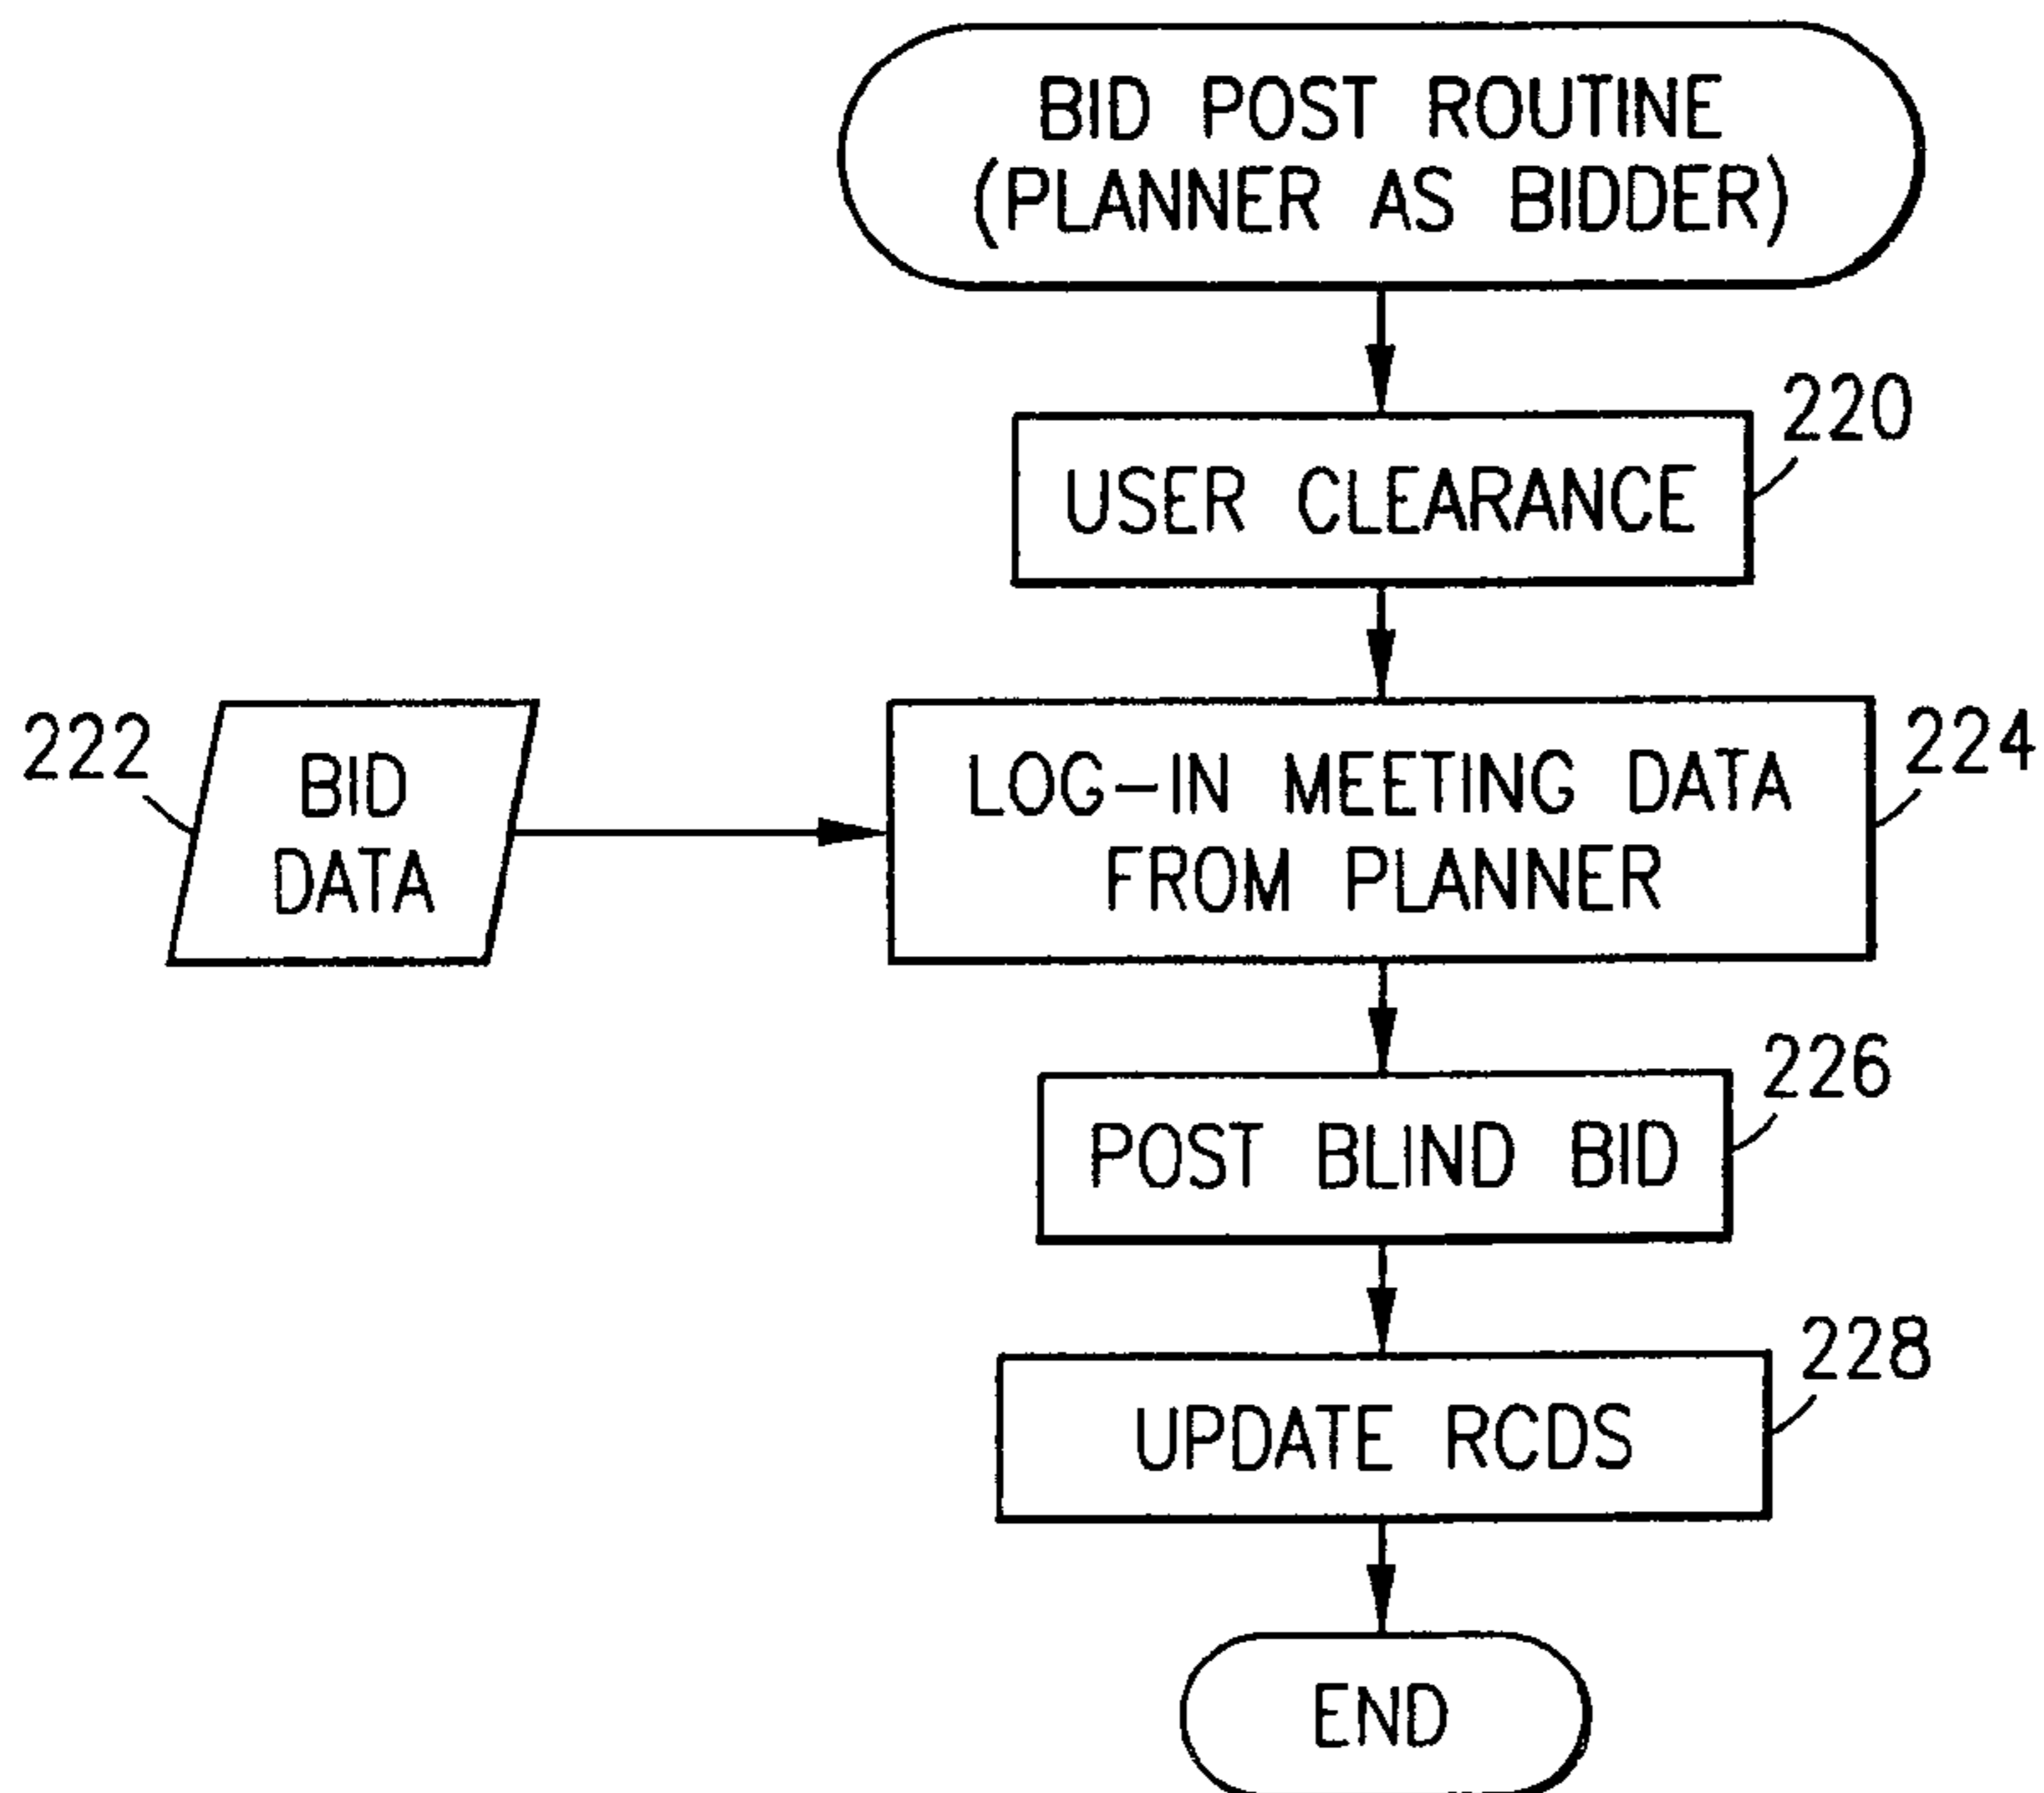 BID POST ROUTINE
(PLANNER AS BIDDER)
220
USER CLEARANCE
222
BID
DATA
224
LOG-IN MEETING DATA
FROM PLANNER
226
POST BLIND BID
228
UPDATE RCDS
END